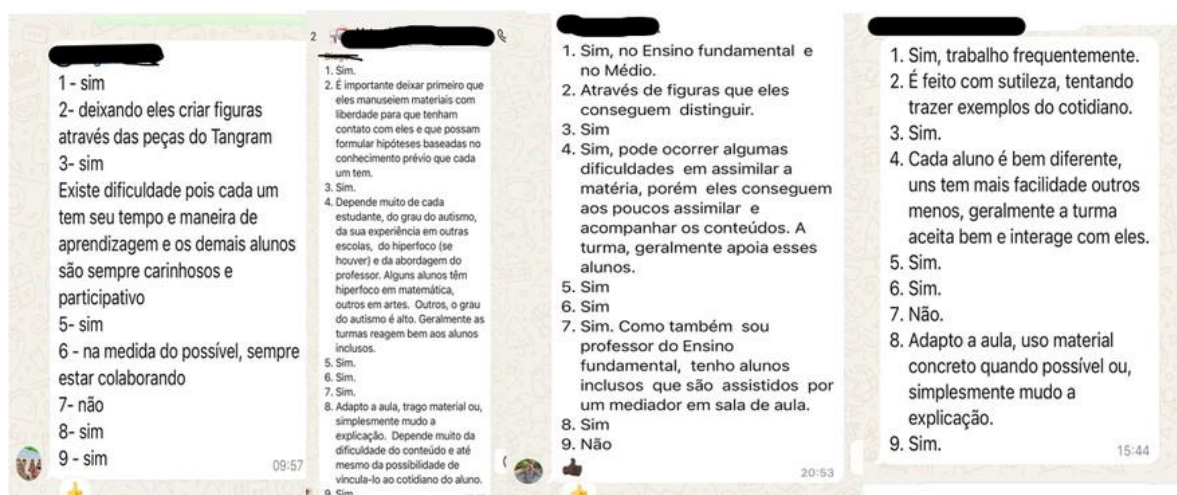 1 - sim
2- deixando eles criar figuras
através das peças do Tangram
3- sim
Existe dificuldade pois cada um
tem seu tempo e maneira de
aprendizagem e os demais alunos
são sempre carinhosos e
participativo
5- sim
6 - na medida do possível, sempre
estar colaborando
7- não
8- sim
9 - sim
09:57
2
1. Sim.
2. É importante deixar primeiro que
eles manuseiem materiais com
liberdade para que tenham
contato com eles e que possam
formular hipóteses baseadas no
conhecimento prévio que cada
um tem.
3. Sim.
4. Depende muito de cada
estudante, do grau do autismo,
da sua experiência em outras
escolas, do hiperfoco (se
houver) e da abordagem do
professor. Alguns alunos têm
hiperfoco em matemática,
outros em artes. Outros, o grau
do autismo é alto. Geralmente as
turmas reagem bem aos alunos
inclusos.
5. Sim.
6. Sim.
7. Sim.
8. Adapto a aula, trago material ou,
simplesmente mudo a
explicação. Depende muito da
dificuldade do conteúdo e até
mesmo da possibilidade de
vincula-lo ao cotidiano do aluno.
9. Sim
1. Sim, no Ensino fundamental e
no Médio.
2. Através de figuras que eles
conseguem distinguir.
3. Sim
4. Sim, pode ocorrer algumas
dificuldades em assimilar a
matéria, porém eles conseguem
aos poucos assimilar e
acompanhar os conteúdos. A
turma, geralmente apoia esses
alunos.
5. Sim
6. Sim
7. Sim. Como também sou
professor do Ensino
fundamental, tenho alunos
inclusos que são assistidos por
um mediador em sala de aula.
8. Sim
9. Não
20:53
1. Sim, trabalho frequentemente.
2. É feito com sutileza, tentando
trazer exemplos do cotidiano.
3. Sim.
4. Cada aluno é bem diferente,
uns tem mais facilidade outros
menos, geralmente a turma
aceita bem e interage com eles.
5. Sim.
6. Sim.
7. Não.
8. Adapto a aula, uso material
concreto quando possível ou,
simplesmente mudo a
explicação.
9. Sim.
15:44